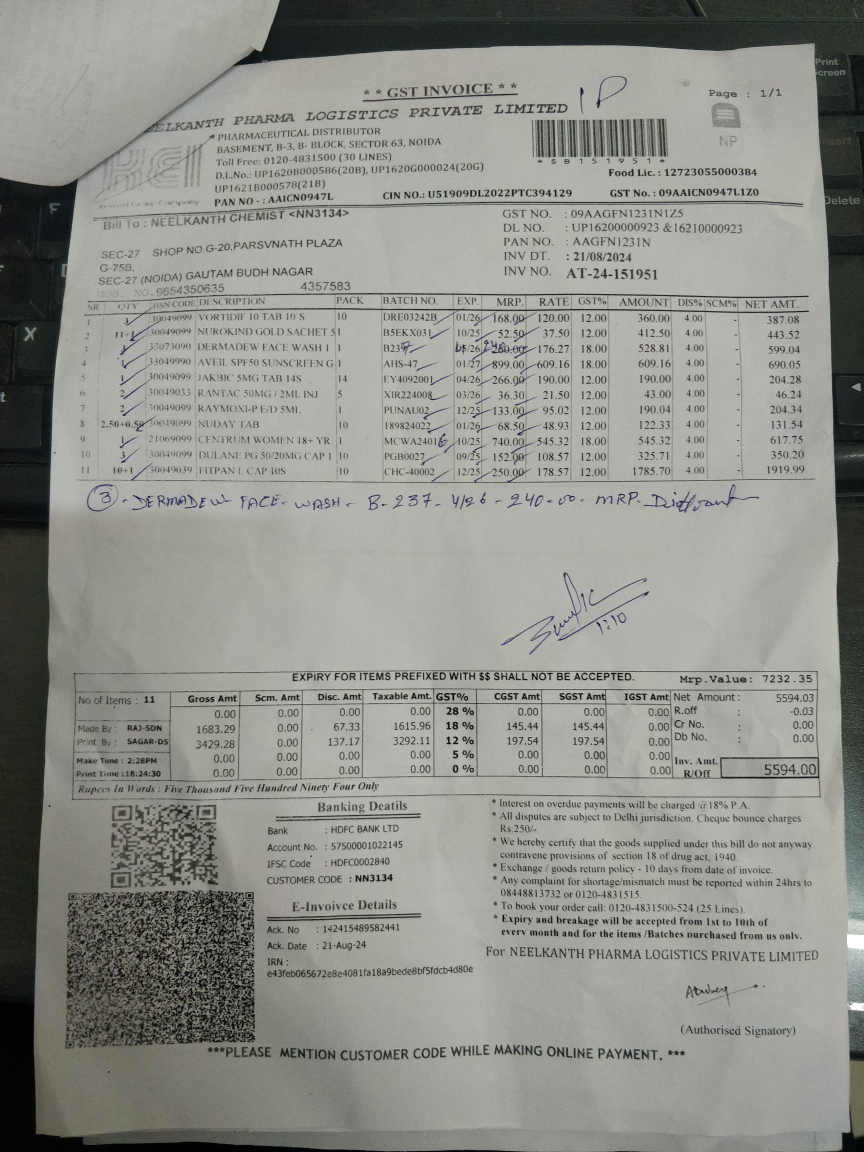 * * GST INVOICE * *
Page : 1/1
1P
ELKANTH PHARMA LOGISTICS PRIVATE LIMITED
PHARMACEUTICAL DISTRIBUTOR
BASEMENT, B-3, B- BLOCK, SECTOR 63, NOIDA
Toll Free: 0120-4831500 (30 LINES)
D.L.No.: UP1620B000586(20B), UP1620G000024(20G)
UP1621B000578(21B)
PAN NO - : AAICN0947L
CIN NO.: U51909DL2022PTC394129
*SB151951*
NP
Food Lic. : 12723055000384
GST No. : 09AAICN0947L1Z0
Bill To : NEELKANTH CHEMIST <NN3134>
SEC-27 SHOP NO.G-20,PARSVNATH PLAZA
G-75B,
SEC-27 (NOIDA) GAUTAM BUDH NAGAR
MOB. NO.9654350635 4357583
GST NO. : 09AAGFN1231N1Z5
DL NO. : UP16200000923 &16210000923
PAN NO. : AAGFN1231N
INV DT. : 21/08/2024
INV NO. AT-24-151951
SR QTY HSN CODE DESCRIPTION PACK BATCH NO. EXP. MRP. RATE GST% AMOUNT DIS% SCM% NET AMT.
1 30049099 VORTIDIF 10 TAB 10'S 10 DRE03242B 01/26 168.00 120.00 12.00 360.00 4.00 - 387.08
2 11+1 30049099 NUROKIND GOLD SACHET 5 1 B5EKX031 10/25 52.50 37.50 12.00 412.50 4.00 - 443.52
3 33073090 DERMADEW FACE WASH 1 1 B237 /26 240 260.00 176.27 18.00 528.81 4.00 - 599.04
4 1 33049990 AVEIL SPF50 SUNSCREEN G 1 AHS-47 01/27 899.00 609.16 18.00 609.16 4.00 - 690.05
5 1 30049099 JAKBIC 5MG TAB 14S 14 EY4092001 04/26 266.00 190.00 12.00 190.00 4.00 - 204.28
6 2 30049033 RANTAC 50MG / 2ML INJ 5 XIR224008 03/26 36.30 21.50 12.00 43.00 4.00 - 46.24
7 2 30049099 RAYMOXI-P E/D 5ML 1 PUNAU02 12/25 133.00 95.02 12.00 190.04 4.00 - 204.34
8 2.50+0.50 30049099 NUDAY TAB 10 189824022 01/26 68.50 48.93 12.00 122.33 4.00 - 131.54
9 1 21069099 CENTRUM WOMEN 18+ YR 1 MCWA24016 10/25 740.00 545.32 18.00 545.32 4.00 - 617.75
10 3 30049099 DULANE PG 50/20MG CAP 1 10 PGB0027 09/25 152.00 108.57 12.00 325.71 4.00 - 350.20
11 10+1 30049039 FITPAN 1 CAP 10S 10 CHC-40002 12/25 250.00 178.57 12.00 1785.70 4.00 - 1919.99
3 - DERMADEW - FACE - WASH - B-237 - 4/26 - 240-00 - MRP -
1:10
EXPIRY FOR ITEMS PREFIXED WITH $$ SHALL NOT BE ACCEPTED.
Mrp.Value: 7232.35
No of Items : 11
Made By : RAJ-SDN
Print By : SAGAR-DS
Make Time : 2:28PM
Print Time :18:24:30
Gross Amt Scm. Amt Disc. Amt Taxable Amt. GST% CGST Amt SGST Amt IGST Amt
0.00 0.00 0.00 0.00 28 % 0.00 0.00 0.00
1683.29 0.00 67.33 1615.96 18 % 145.44 145.44 0.00
3429.28 0.00 137.17 3292.11 12 % 197.54 197.54 0.00
0.00 0.00 0.00 0.00 5 % 0.00 0.00 0.00
0.00 0.00 0.00 0.00 0 % 0.00 0.00 0.00
Net Amount : 5594.03
R.off : -0.03
Cr No. : 0.00
Db No. : 0.00
Inv. Amt. 0.00
R/Off 5594.00
Rupees In Words : Five Thousand Five Hundred Ninety Four Only
Banking Deatils
Bank : HDFC BANK LTD
Account No. : 57500001022145
IFSC Code : HDFC0002840
CUSTOMER CODE : NN3134
E-Invoivce Details
Ack. No : 142415489582441
Ack. Date : 21-Aug-24
IRN :
e43feb065672e8e4081fa18a9bede8bf5fdcb4d80e
* Interest on overdue payments will be charged @18% P.A.
* All disputes are subject to Delhi jurisdiction. Cheque bounce charges
Rs.250/-
* We hereby certify that the goods supplied under this bill do not anyway
contravene provisions of section 18 of drug act, 1940.
* Exchange / goods return policy - 10 days from date of invoice.
* Any complaint for shortage/mismatch must be reported within 24hrs to
08448813732 or 0120-4831515.
* To book your order call: 0120-4831500-524 (25 Lines).
* Expiry and breakage will be accepted from 1st to 10th of
every month and for the items /Batches purchased from us only.
For NEELKANTH PHARMA LOGISTICS PRIVATE LIMITED
(Authorised Signatory)
***PLEASE MENTION CUSTOMER CODE WHILE MAKING ONLINE PAYMENT. ***
Print
Screen
Insert
Delete
X